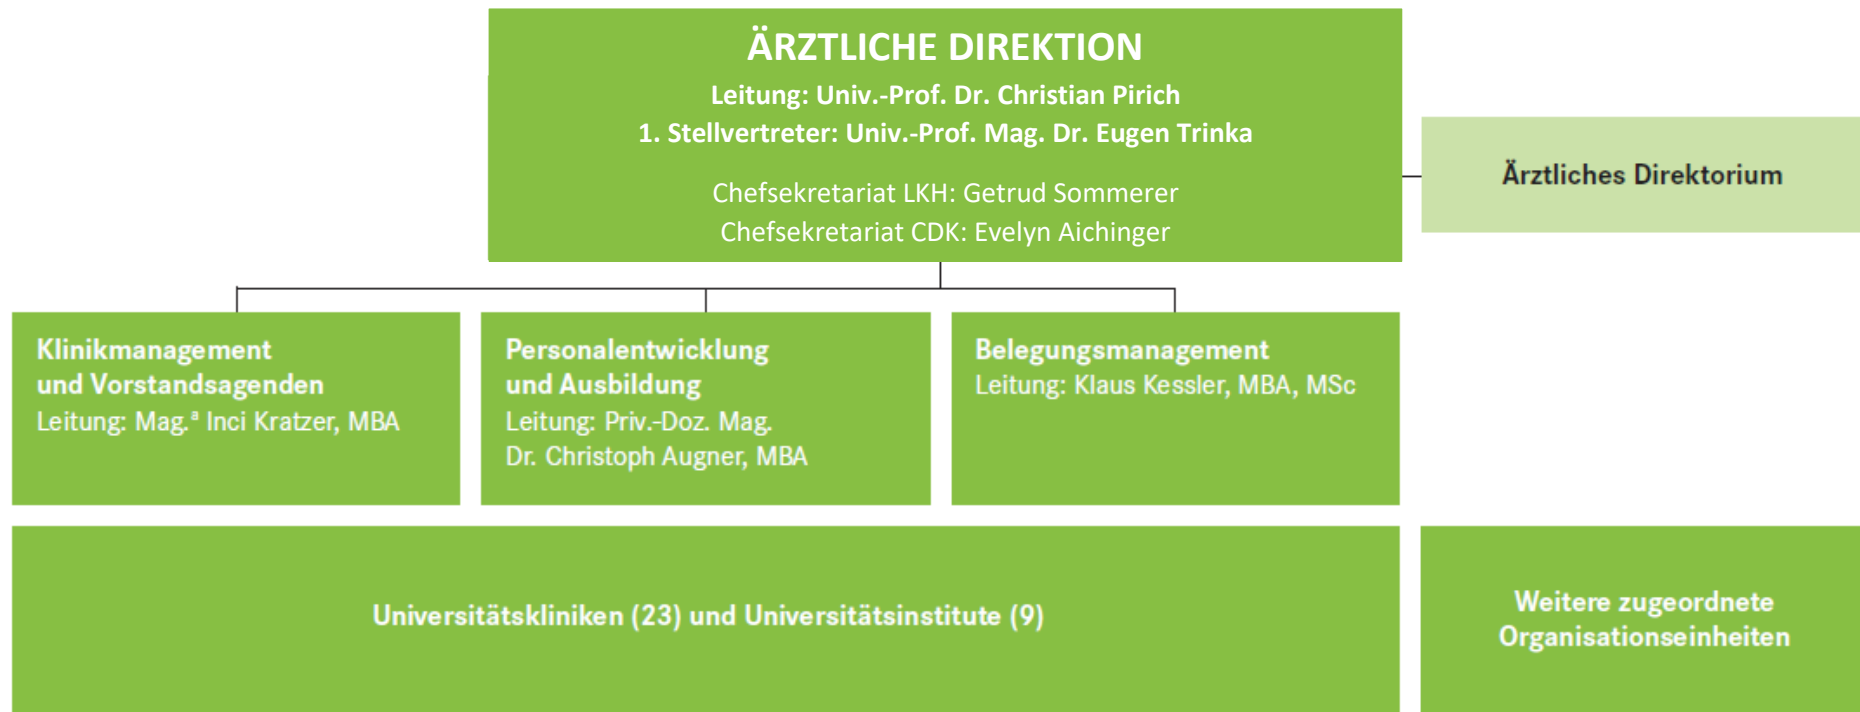 ÄRZTLICHE DIREKTION
Leitung: Univ.-Prof. Dr. Christian Pirich
1. Stellvertreter: Univ.-Prof. Mag. Dr. Eugen Trinka
Chefsekretariat LKH: Getrud Sommerer
Chefsekretariat CDK: Evelyn Aichinger
Ärztliches Direktorium
Klinikmanagement
und Vorstandsagenden
Leitung: Mag.ª Inci Kratzer, MBA
Personalentwicklung
und Ausbildung
Leitung: Priv.-Doz. Mag.
Dr. Christoph Augner, MBA
Belegungsmanagement
Leitung: Klaus Kessler, MBA, MSc
Universitätskliniken (23) und Universitätsinstitute (9)
Weitere zugeordnete
Organisationseinheiten